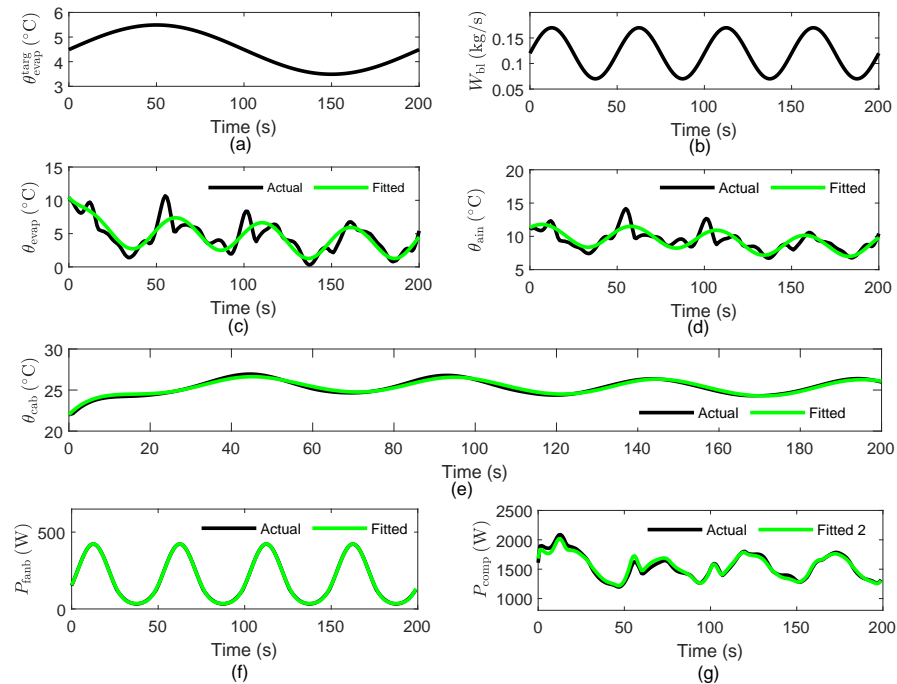 6
5
4
3
θ_evap^targ (°C)
0 50 100 150 200
Time (s)
(a)
0.15
0.1
0.05
W_bl (kg/s)
0 50 100 150 200
Time (s)
(b)
15
10
5
0
θ_evap (°C)
Actual Fitted
0 50 100 150 200
Time (s)
(c)
20
15
10
5
θ_ain (°C)
Actual Fitted
0 50 100 150 200
Time (s)
(d)
30
25
20
θ_cab (°C)
Actual Fitted
0 20 40 60 80 100 120 140 160 180 200
Time (s)
(e)
500
0
P_fanb (W)
Actual Fitted
0 50 100 150 200
Time (s)
(f)
2500
2000
1500
1000
P_comp (W)
Actual Fitted 2
0 50 100 150 200
Time (s)
(g)